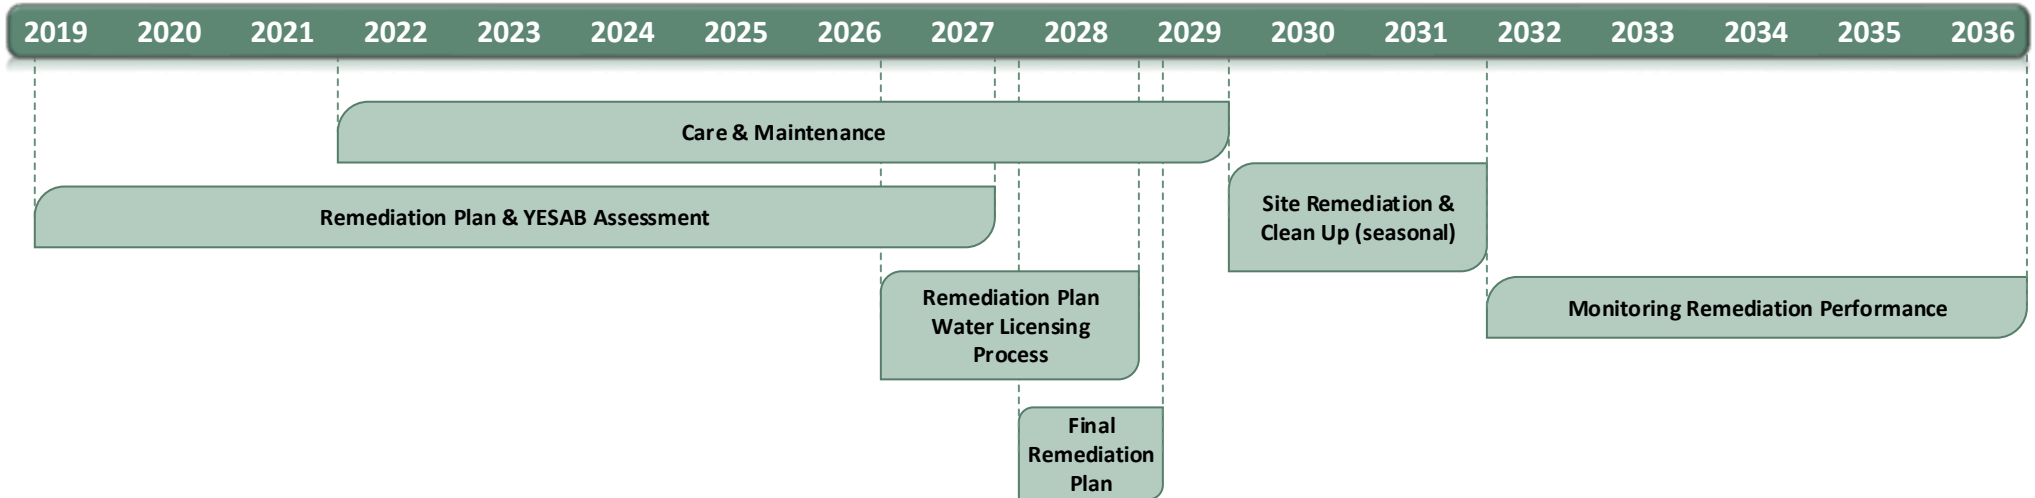 2019 2020 2021 2022 2023 2024 2025 2026 2027 2028 2029 2030 2031 2032 2033 2034 2035 2036
Care & Maintenance
Remediation Plan & YESAB Assessment
Site Remediation &
Clean Up (seasonal)
Remediation Plan
Water Licensing
Process
Monitoring Remediation Performance
Final
Remediation
Plan